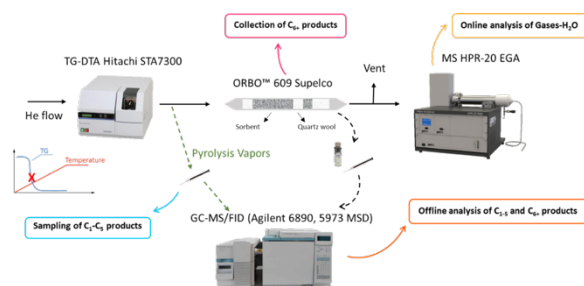 Collection of C6+ products
Online analysis of Gases-H2O
TG-DTA Hitachi STA7300
ORBO™ 609 Supelco
Vent
MS HPR-20 EGA
He flow
Sorbent
Quartz wool
TG
Temperature
X
Pyrolysis Vapors
Sampling of C1-C5 products
GC-MS/FID (Agilent 6890, 5973 MSD)
Offline analysis of C1-5 and C6+ products